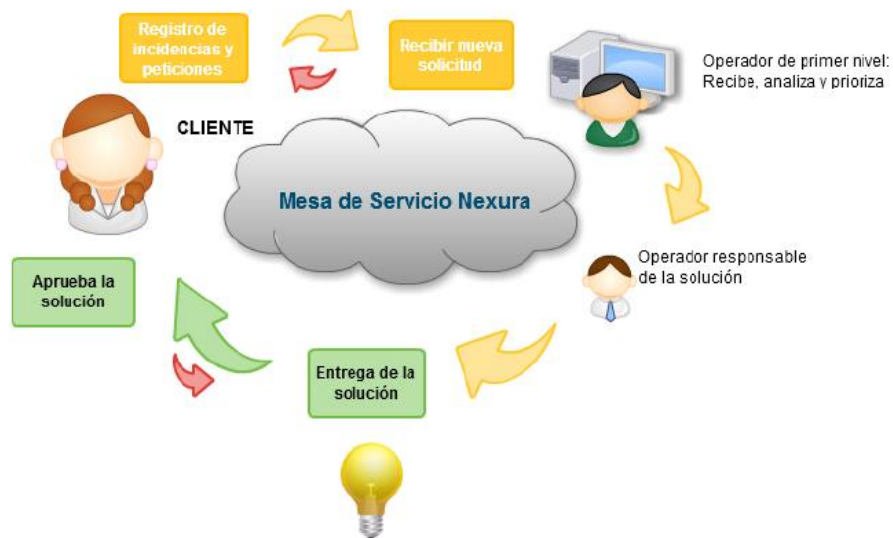 Registro de
incidencias y
peticiones
Recibir nueva
solicitud
Operador de primer nivel:
Recibe, analiza y prioriza
CLIENTE
Mesa de Servicio Nexura
Operador responsable
de la solución
Aprueba la
solución
Entrega de la
solución